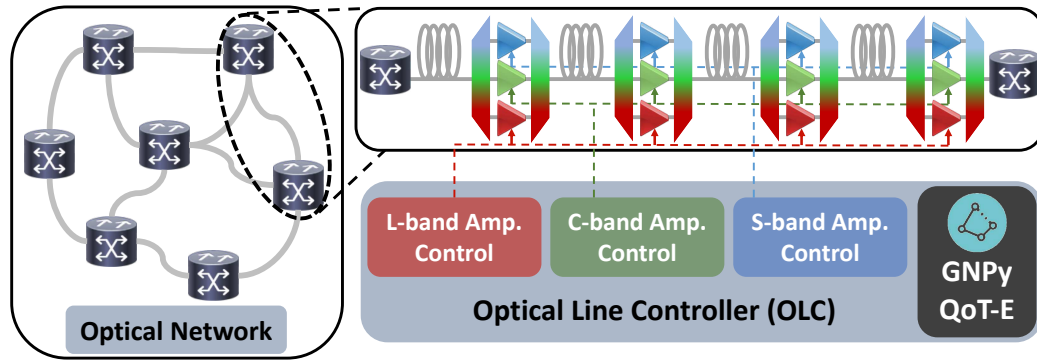 Optical Network
L-band Amp.
Control
C-band Amp.
Control
S-band Amp.
Control
Optical Line Controller (OLC)
GNPy
QoT-E